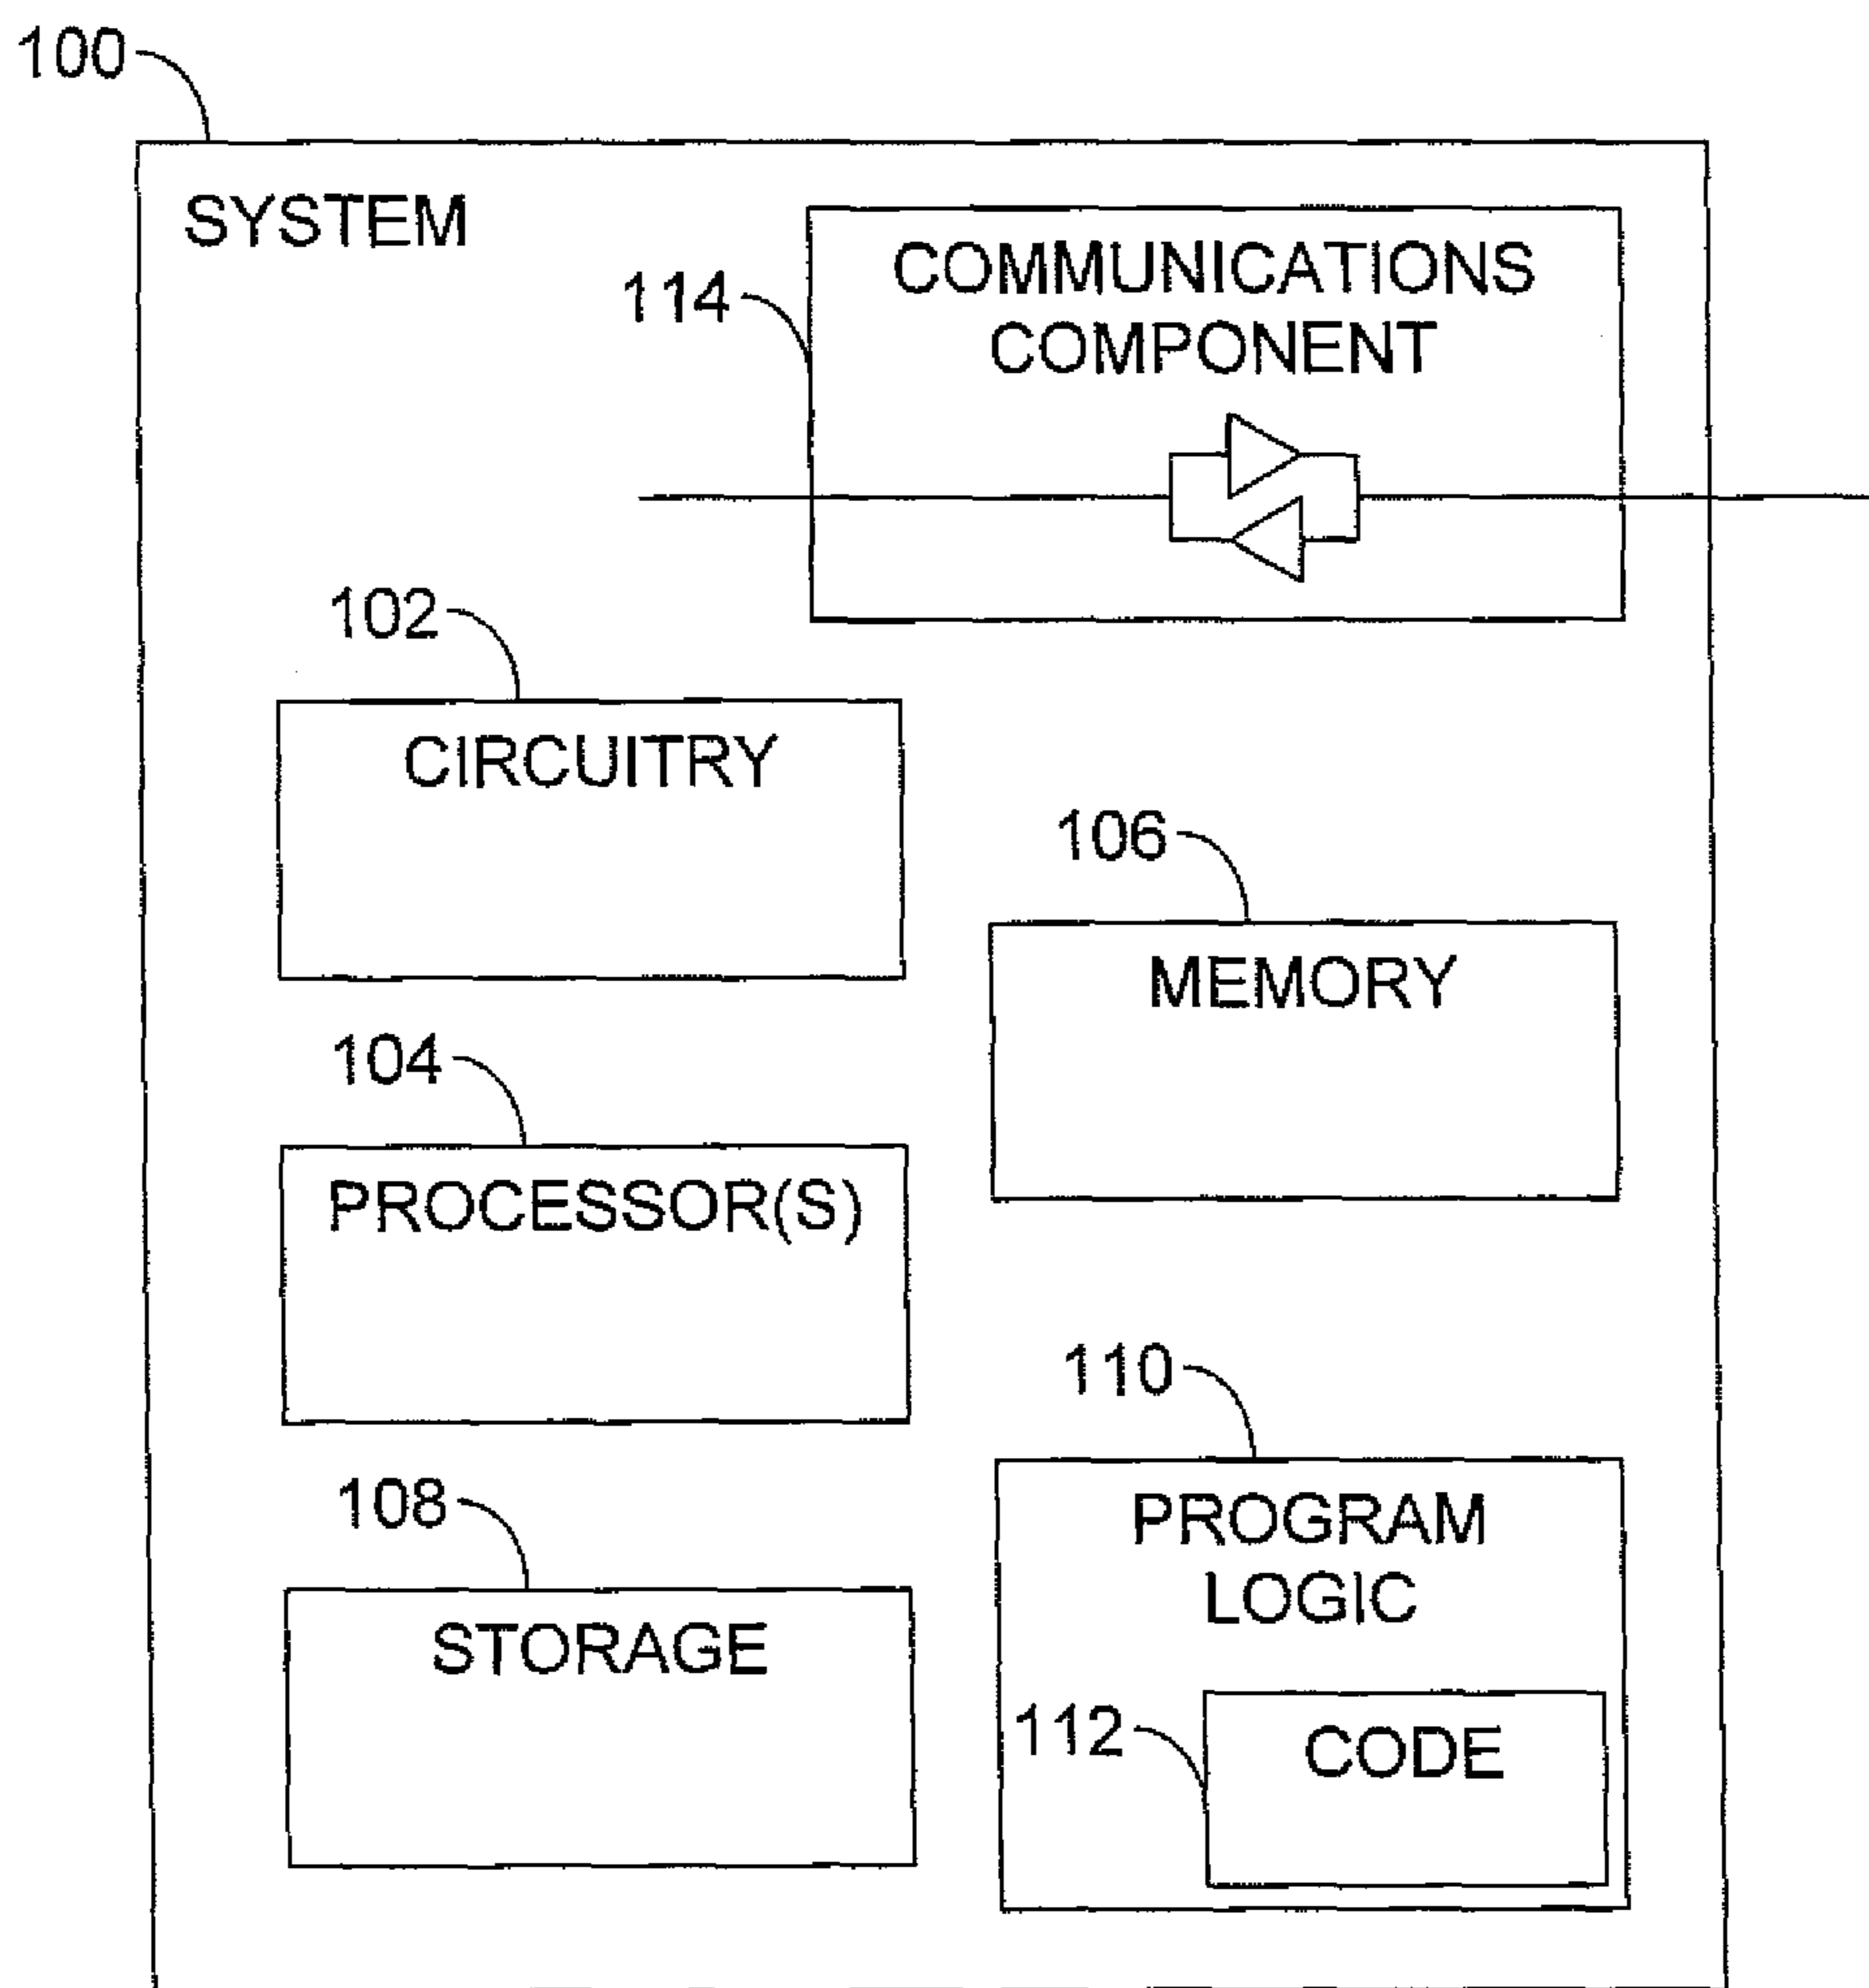 100
SYSTEM
114
COMMUNICATIONS
COMPONENT
102
CIRCUITRY
106
MEMORY
104
PROCESSOR(S)
110
PROGRAM
LOGIC
108
STORAGE
112
CODE